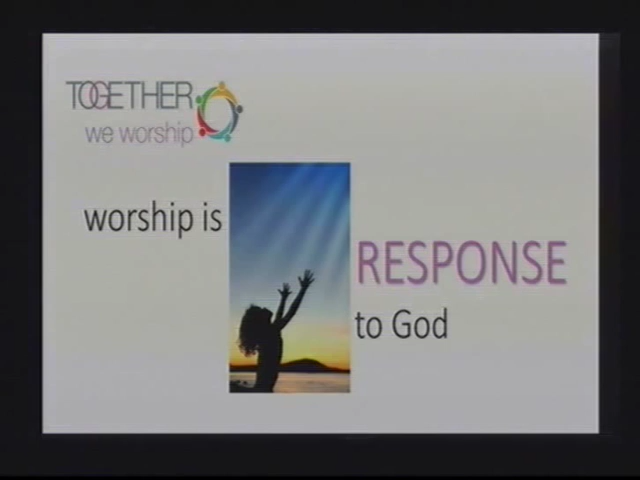 TOGETHER
we worship
worship is
RESPONSE
to God